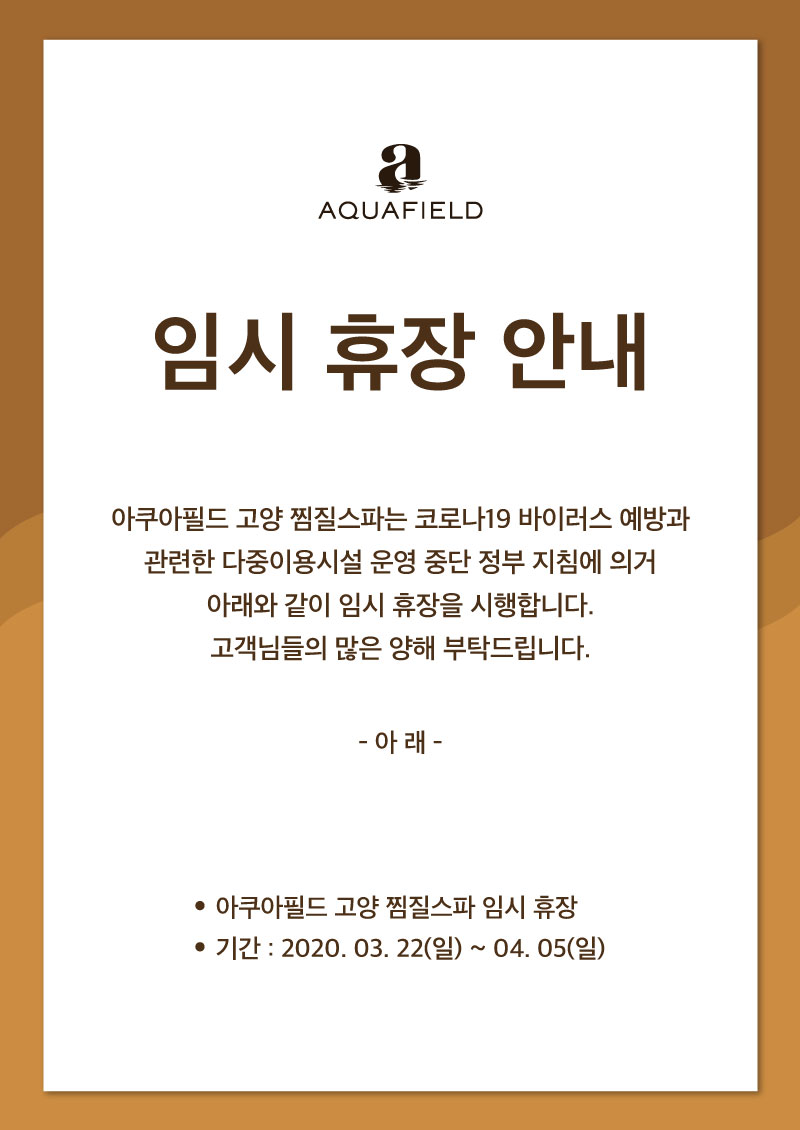 a
AQUAFIELD
임시 휴장 안내
아쿠아필드 고양 찜질스파는 코로나19 바이러스 예방과
관련한 다중이용시설 운영 중단 정부 지침에 의거
아래와 같이 임시 휴장을 시행합니다.
고객님들의 많은 양해 부탁드립니다.
- 아 래 -
• 아쿠아필드 고양 찜질스파 임시 휴장
• 기간 : 2020. 03. 22(일) ~ 04. 05(일)